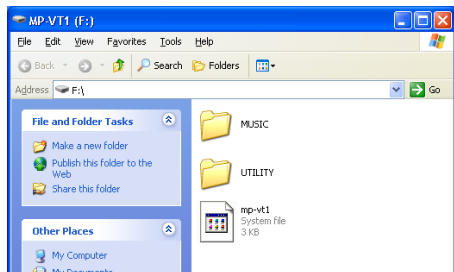 MP-VT1 (F:)
File Edit View Favorites Tools Help
Back Search Folders
Address F:\ Go
File and Folder Tasks
Make a new folder
Publish this folder to the
Web
Share this folder
Other Places
My Computer
My Documents
MUSIC
UTILITY
mp-vt1
System file
3 KB